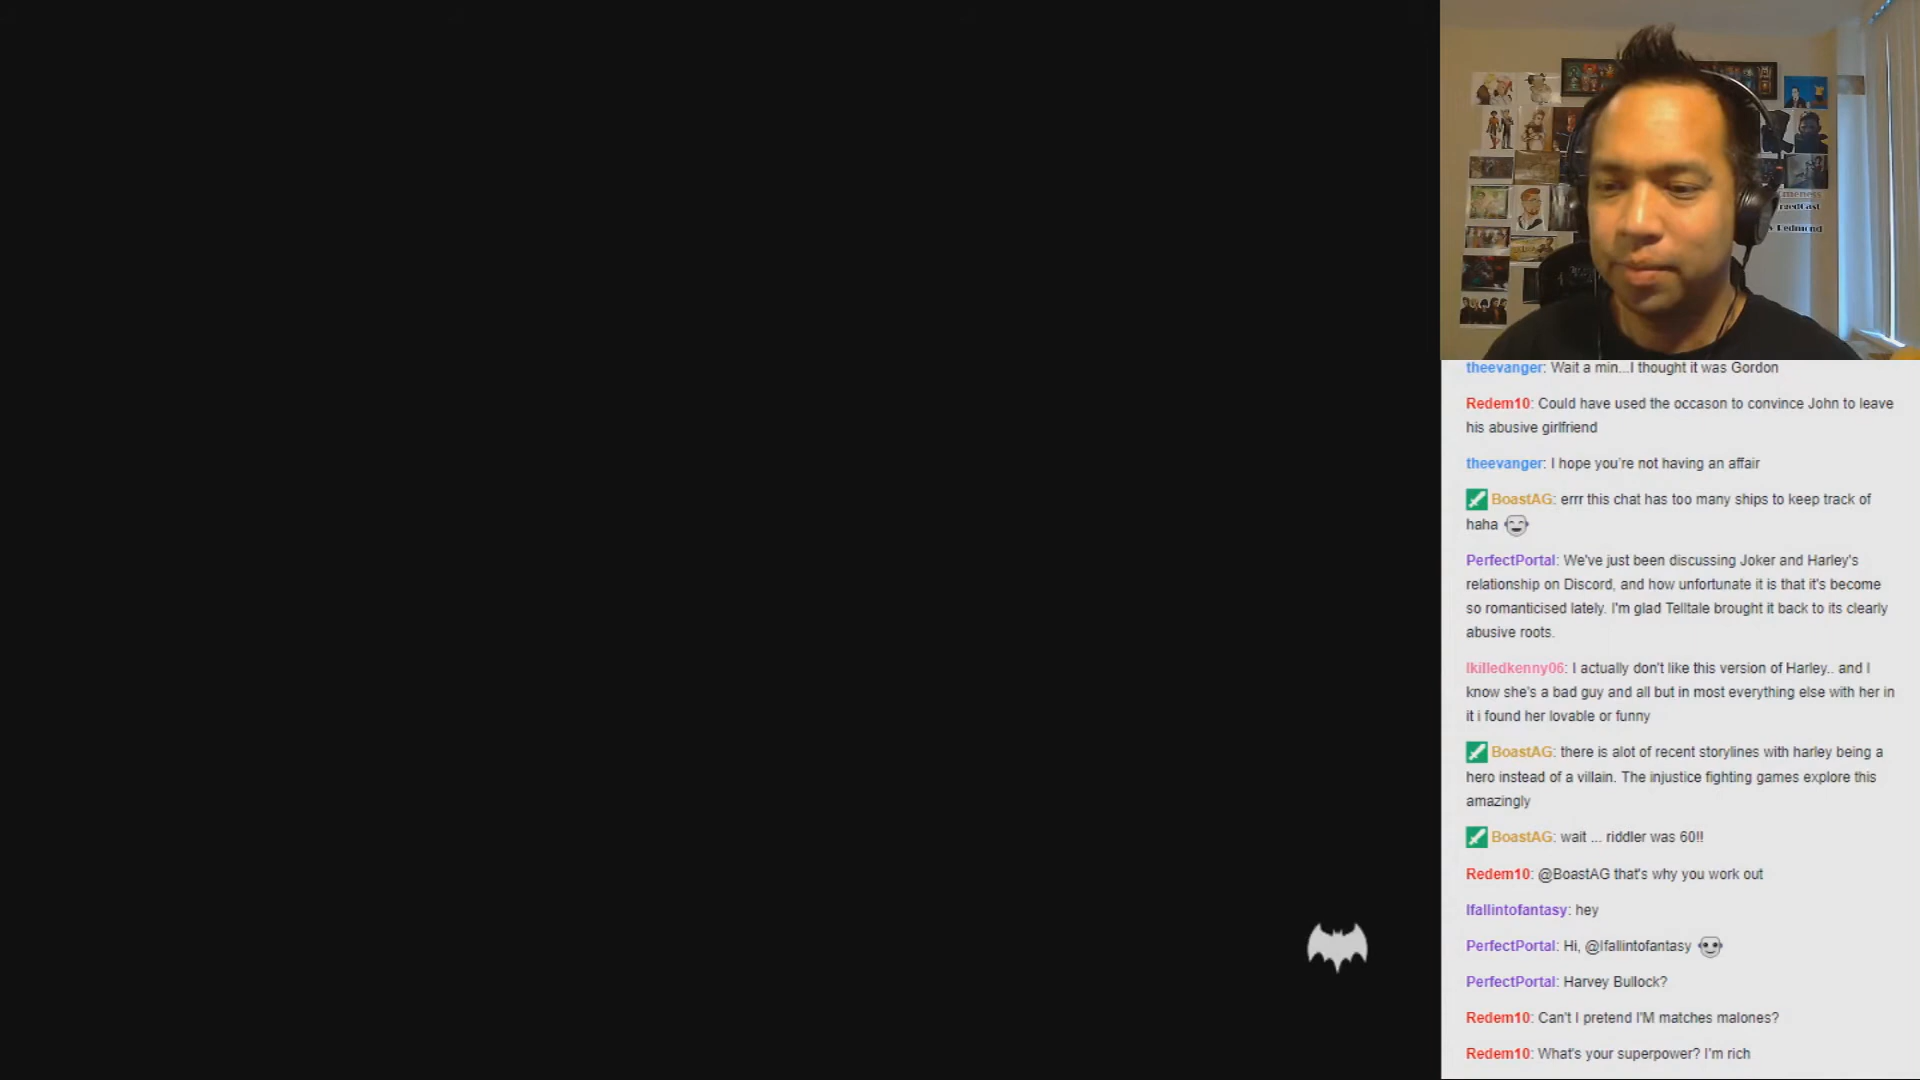 meness
y Redmond
theevanger: Wait a min...I thought it was Gordon
Redem10: Could have used the occason to convince John to leave
his abusive girlfriend
theevanger: I hope you're not having an affair
BoastAG: errr this chat has too many ships to keep track of
haha
PerfectPortal: We've just been discussing Joker and Harley's
relationship on Discord, and how unfortunate it is that it's become
so romanticised lately. I'm glad Telltale brought it back to its clearly
abusive roots.
Ikilledkenny06: I actually don't like this version of Harley.. and I
know she's a bad guy and all but in most everything else with her in
it i found her lovable or funny
BoastAG: there is alot of recent storylines with harley being a
hero instead of a villain. The injustice fighting games explore this
amazingly
BoastAG: wait ... riddler was 60!!
Redem10: @BoastAG that's why you work out
Ifallintofantasy: hey
PerfectPortal: Hi, @Ifallintofantasy
PerfectPortal: Harvey Bullock?
Redem10: Can't I pretend I'M matches malones?
Redem10: What's your superpower? I'm rich